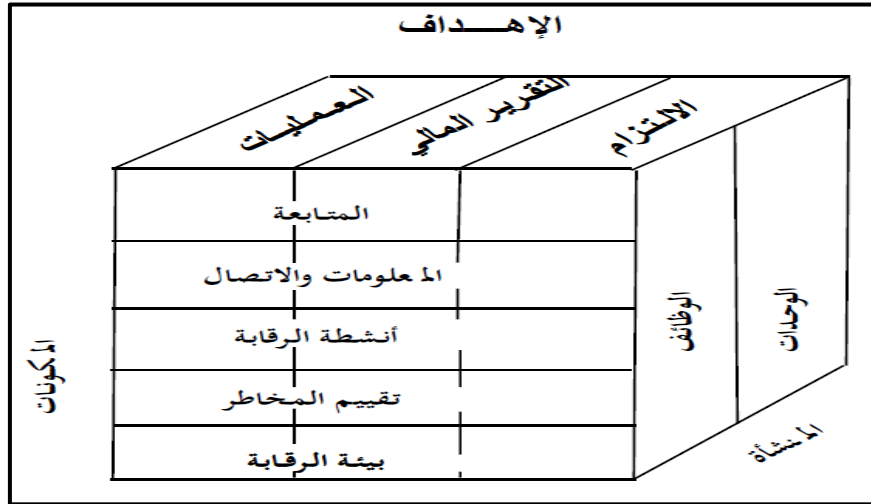 الإهـــداف
العمليات
التقرير المالي
الالتزام
المتابعة
المعلومات والاتصال
أنشطة الرقابة
تقييم المخاطر
بيئة الرقابة
المكونات
الوظائف
الوحدات
المنشأة